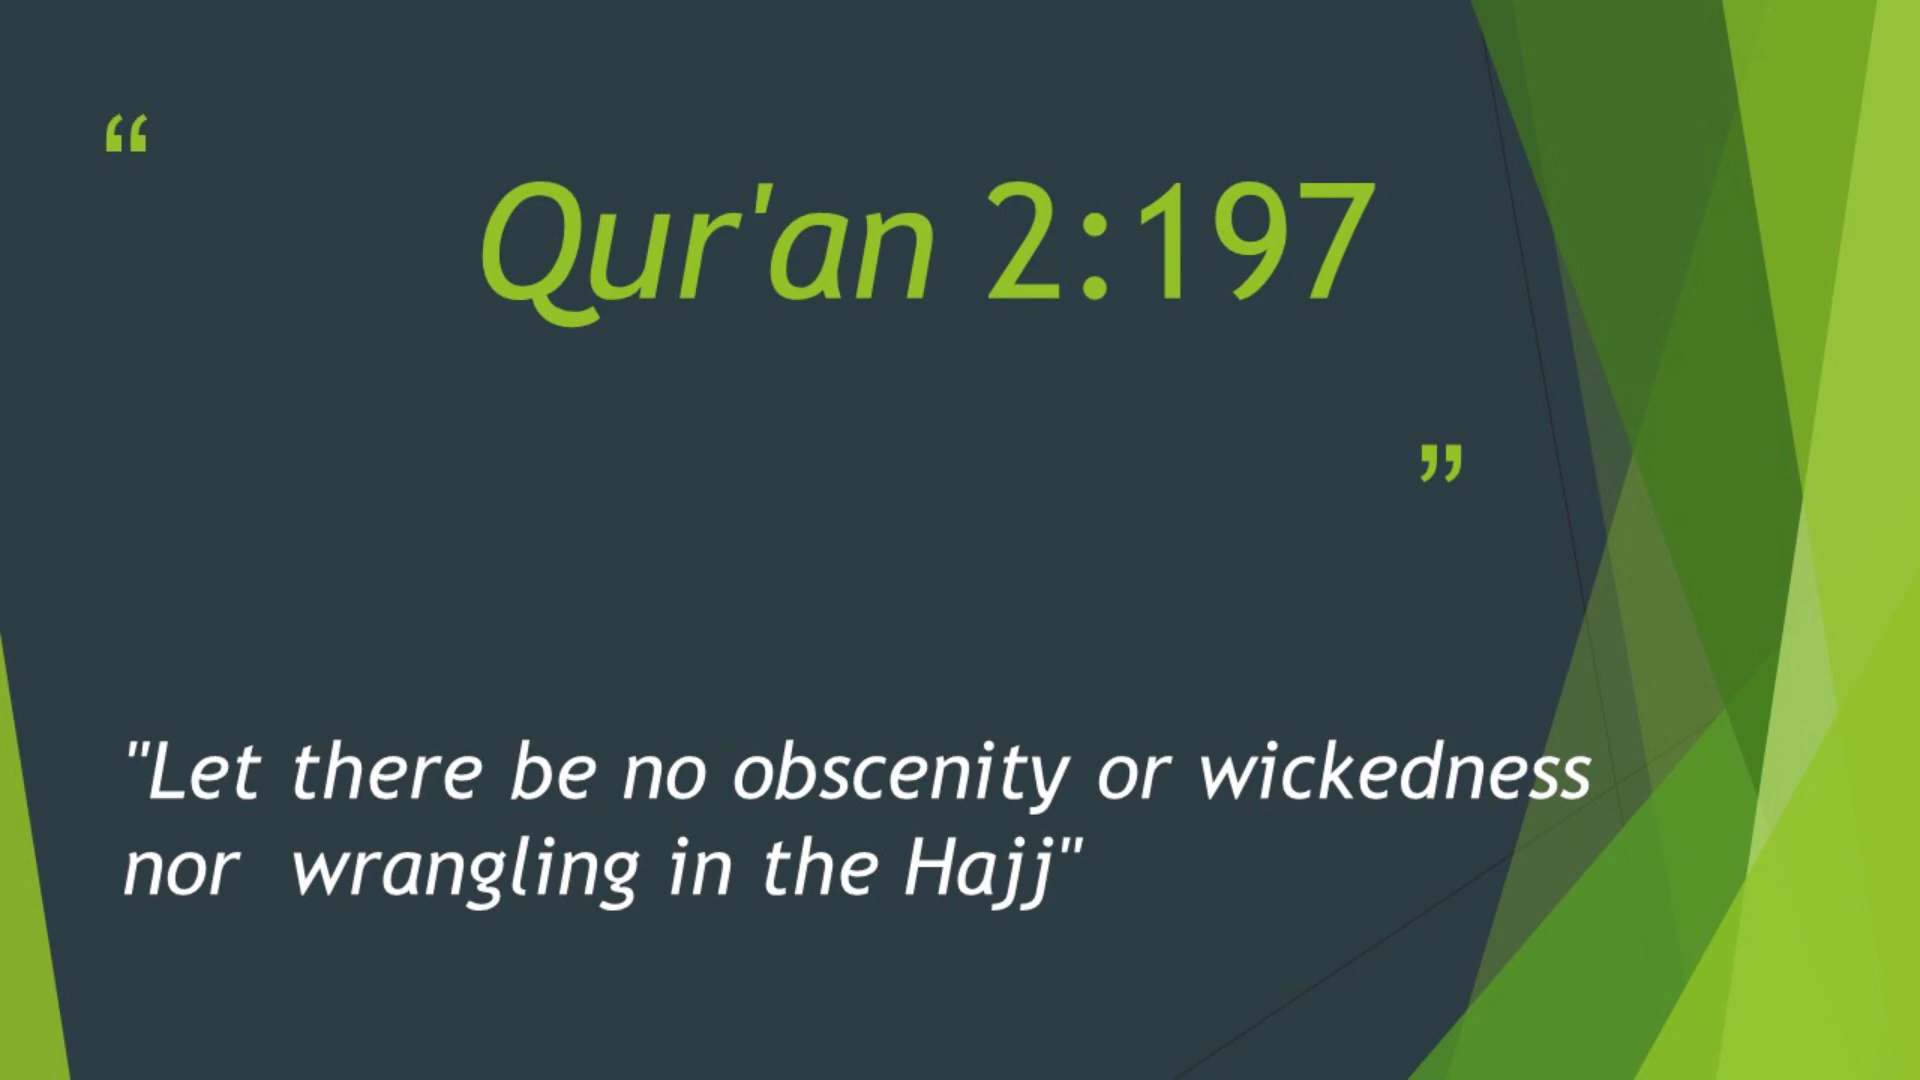 “
Qur'an 2:197
”
"Let there be no obscenity or wickedness
nor  wrangling in the Hajj"